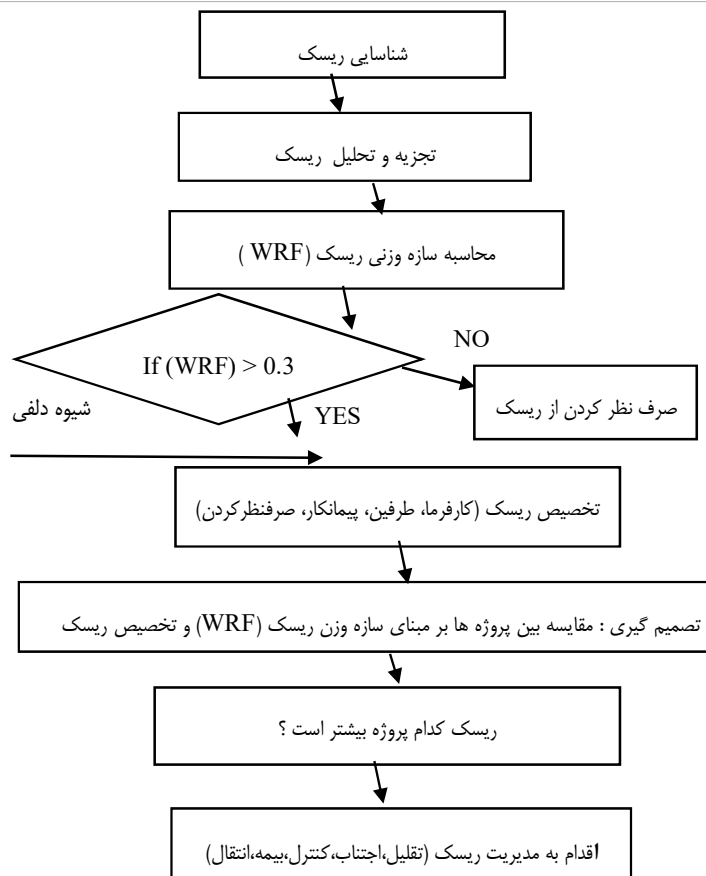 شناسایی ریسک
تجزیه و تحلیل ریسک
محاسبه سازه وزنی ریسک (WRF )
If (WRF) > 0.3
NO
صرف نظر کردن از ریسک
شیوه دلفی
YES
تخصیص ریسک (کارفرما، طرفین، پیمانکار، صرفنظرکردن)
تصمیم گیری : مقایسه بین پروژه ها بر مبنای سازه وزن ریسک (WRF) و تخصیص ریسک
ریسک کدام پروژه بیشتر است ؟
اقدام به مدیریت ریسک (تقلیل،اجتناب،کنترل،بیمه،انتقال)